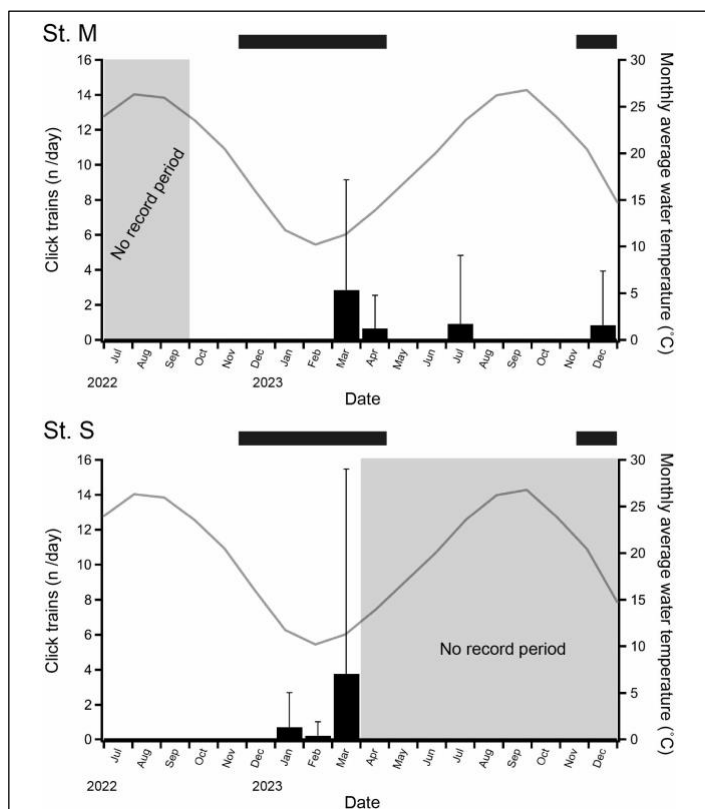 St. M
16
14
12
10
8
6
4
2
0
Click trains (n /day)
No record period
30
25
20
15
10
5
0
Monthly average water temperature (˚C)
Jul Aug Sep Oct Nov Dec Jan Feb Mar Apr May Jun Jul Aug Sep Oct Nov Dec
2022 2023
Date
St. S
16
14
12
10
8
6
4
2
0
Click trains (n /day)
No record period
30
25
20
15
10
5
0
Monthly average water temperature (˚C)
Jul Aug Sep Oct Nov Dec Jan Feb Mar Apr May Jun Jul Aug Sep Oct Nov Dec
2022 2023
Date